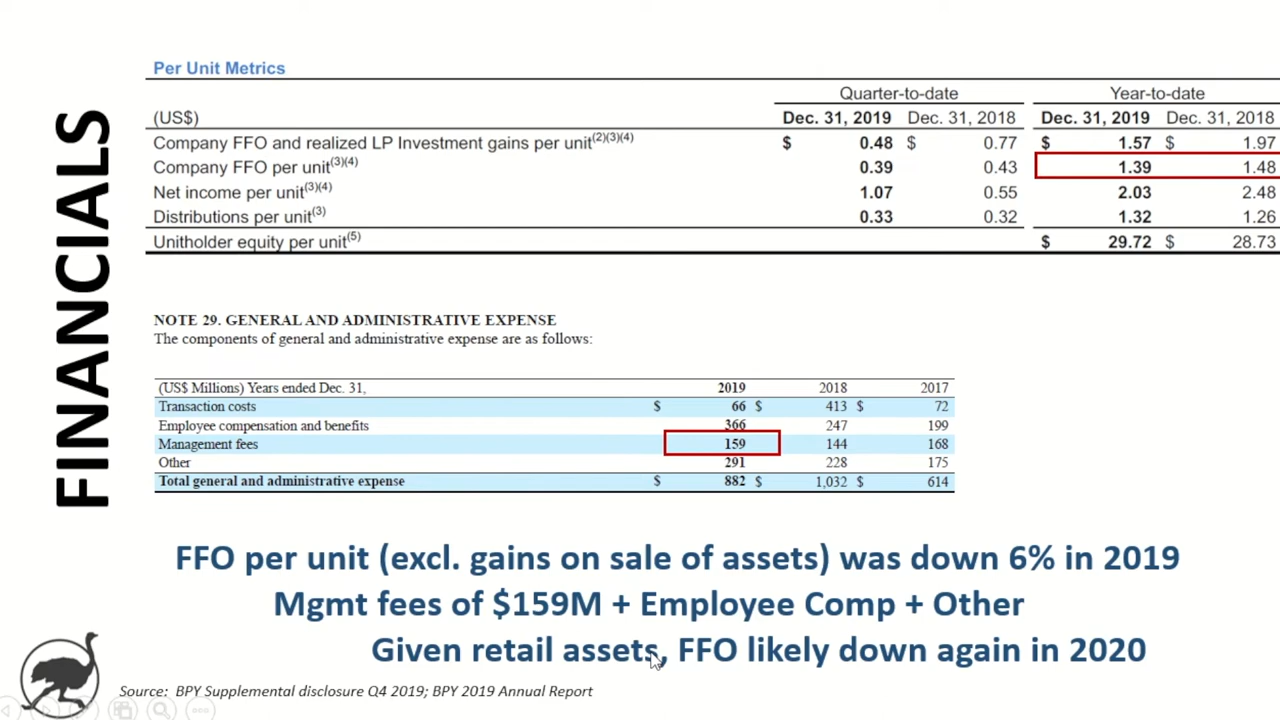 FINANCIALS
Per Unit Metrics
Quarter-to-date Year-to-date
(US$) Dec. 31, 2019 Dec. 31, 2018 Dec. 31, 2019 Dec. 31, 2018
Company FFO and realized LP Investment gains per unit(2)(3)(4) $ 0.48 $ 0.77 $ 1.57 $ 1.97
Company FFO per unit(3)(4) 0.39 0.43 1.39 1.48
Net income per unit(3)(4) 1.07 0.55 2.03 2.48
Distributions per unit(3) 0.33 0.32 1.32 1.26
Unitholder equity per unit(5) $ 29.72 $ 28.73
NOTE 29. GENERAL AND ADMINISTRATIVE EXPENSE
The components of general and administrative expense are as follows:
(US$ Millions) Years ended Dec. 31, 2019 2018 2017
Transaction costs $ 66 $ 413 $ 72
Employee compensation and benefits 366 247 199
Management fees 159 144 168
Other 291 228 175
Total general and administrative expense $ 882 $ 1,032 $ 614
FFO per unit (excl. gains on sale of assets) was down 6% in 2019
Mgmt fees of $159M + Employee Comp + Other
Given retail assets, FFO likely down again in 2020
Source: BPY Supplemental disclosure Q4 2019; BPY 2019 Annual Report